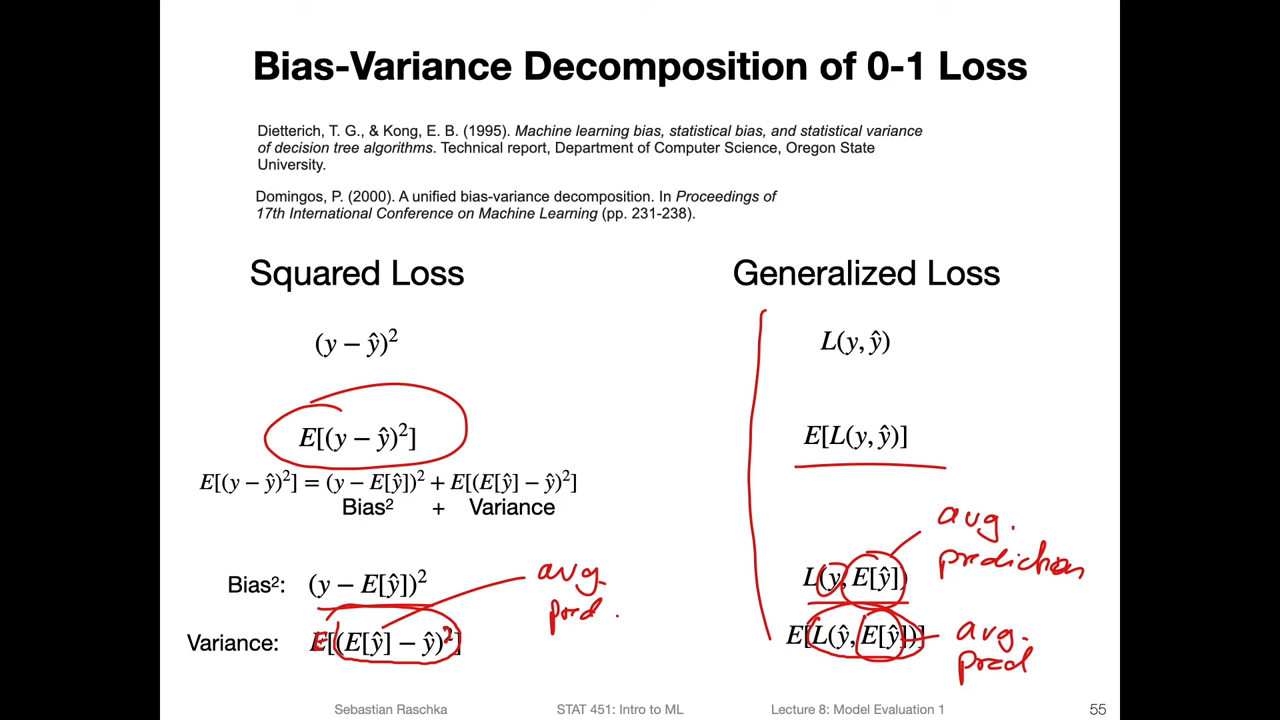 Bias-Variance Decomposition of 0-1 Loss
Dietterich, T. G., & Kong, E. B. (1995). Machine learning bias, statistical bias, and statistical variance
of decision tree algorithms. Technical report, Department of Computer Science, Oregon State
University.
Domingos, P. (2000). A unified bias-variance decomposition. In Proceedings of
17th International Conference on Machine Learning (pp. 231-238).
Squared Loss
(y − ŷ)²
E[(y − ŷ)²]
E[(y − ŷ)²] = (y − E[ŷ])² + E[(E[ŷ] − ŷ)²]
Bias² + Variance
Bias²: (y − E[ŷ])²
avg.
pred.
Variance: E[(E[ŷ] − ŷ)²]
Generalized Loss
L(y, ŷ)
E[L(y, ŷ)]
avg.
prediction
L(y, E[ŷ])
E[L(ŷ, E[ŷ])]
avg.
pred
Sebastian Raschka STAT 451: Intro to ML Lecture 8: Model Evaluation 1 55